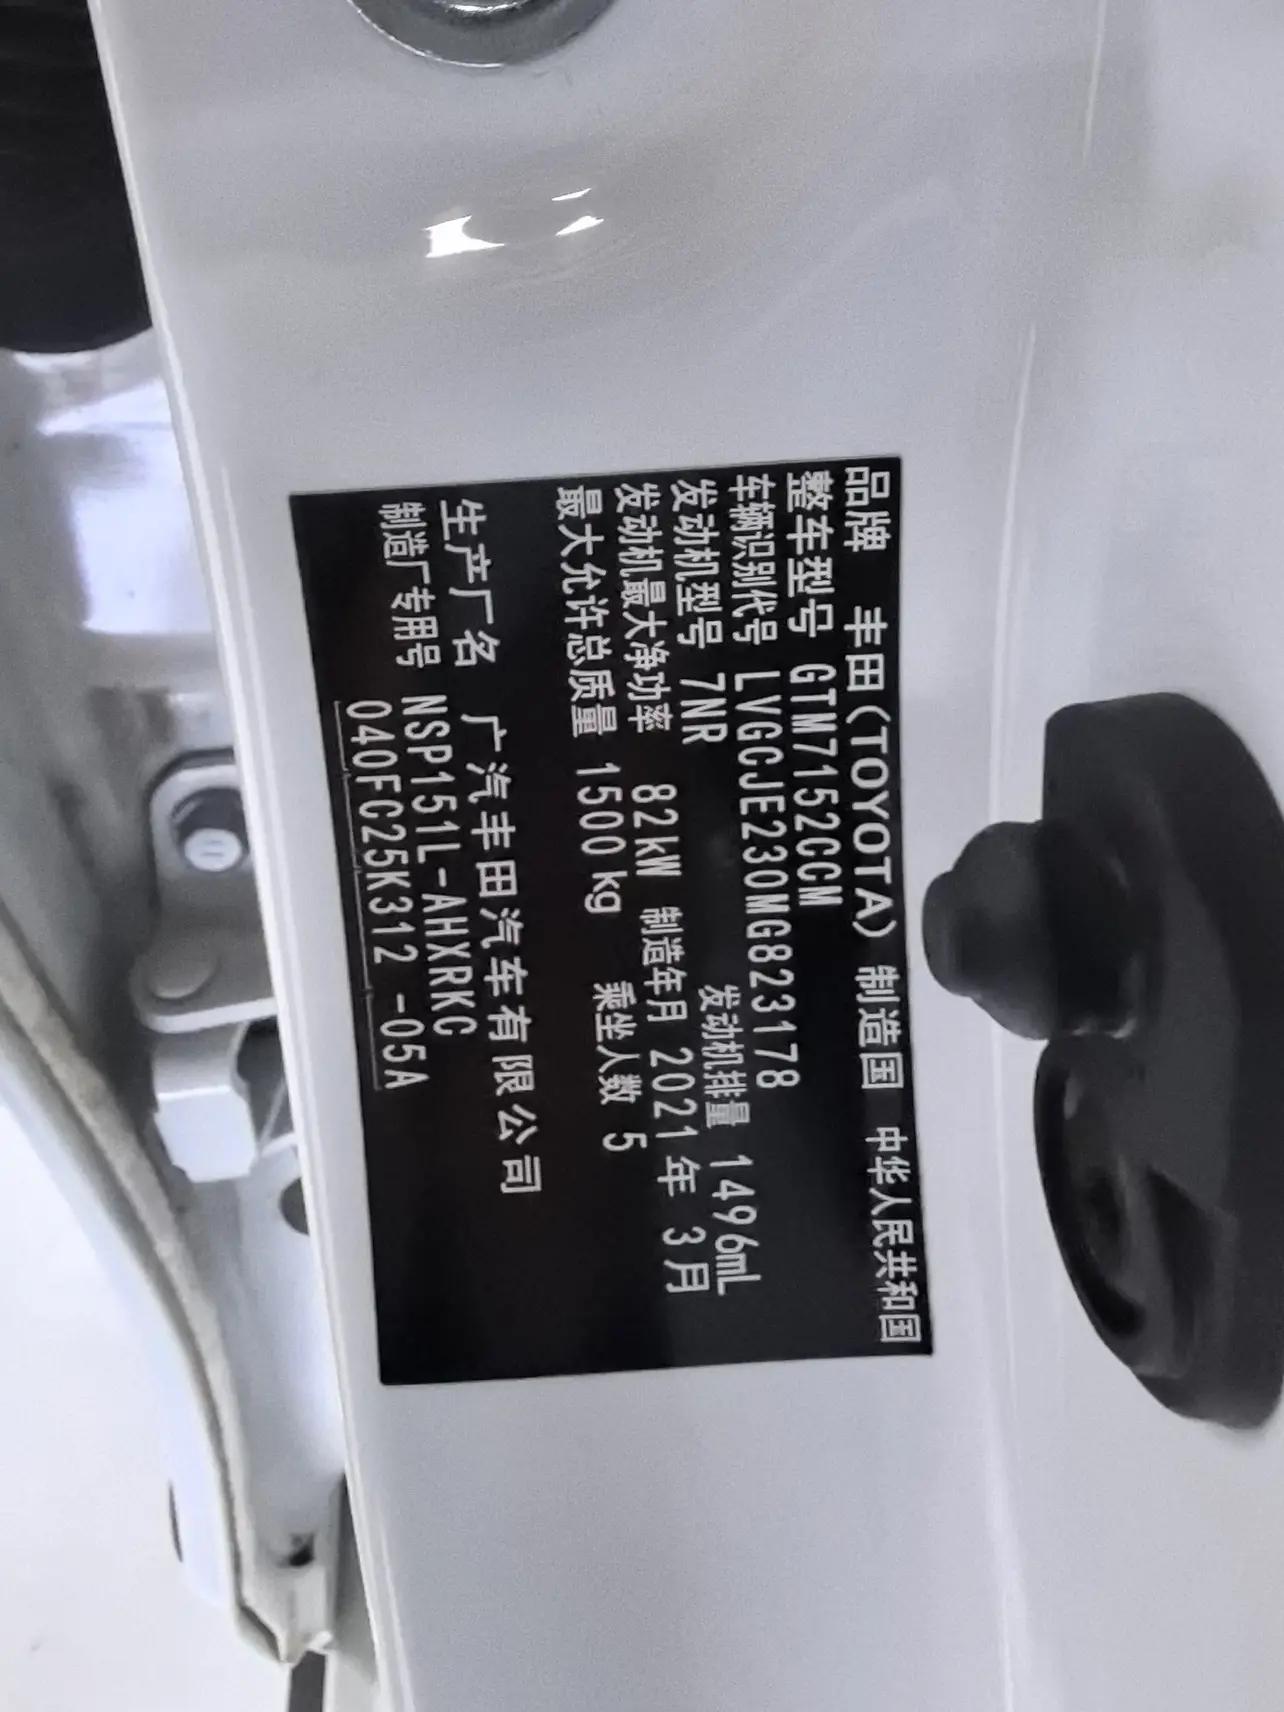 品牌 丰田(TOYOTA) 制造国 中华人民共和国
整车型号 GTM7152CCM
车辆识别代号 LVGCJE230MG823178
发动机型号 7NR 发动机排量 1496mL
发动机最大净功率 82kW 制造年月 2021年 3月
最大允许总质量 1500kg 乘坐人数 5
生产厂名 广汽丰田汽车有限公司
制造厂专用号 NSP151L-AHXRKC
040FC25K312 -05A